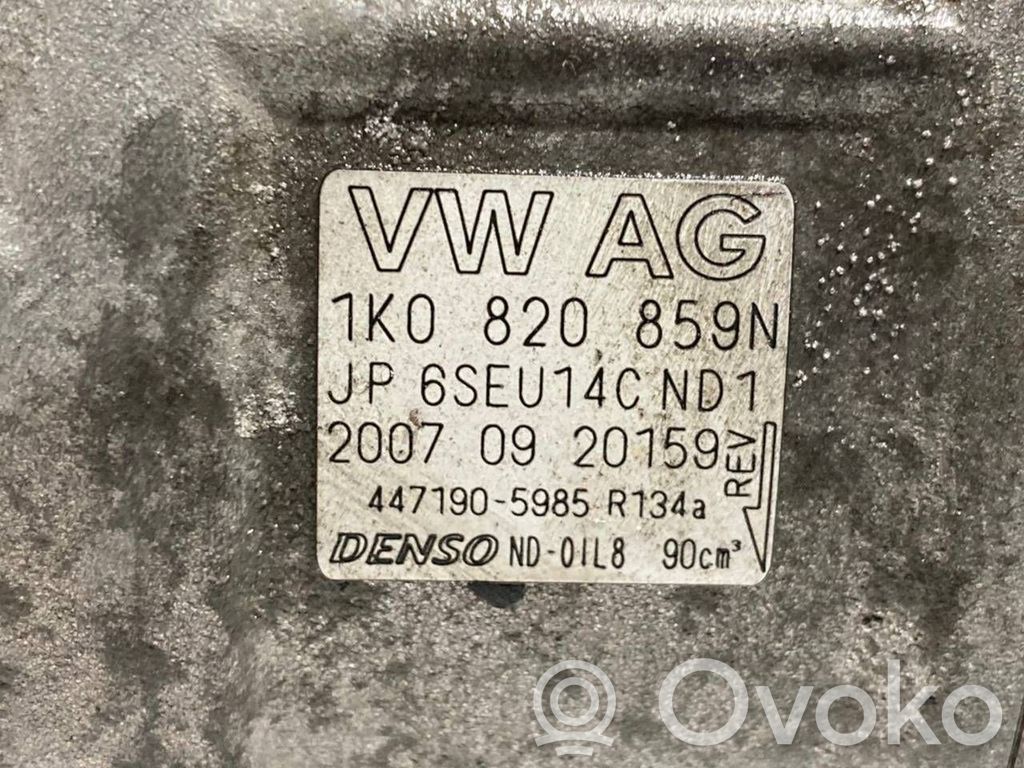 VW AG
1K0 820 859N
JP 6SEU14C ND1
2007 09 20159
REV
447190-5985 R134a
DENSO ND-OIL8 90cm³
Ovoko